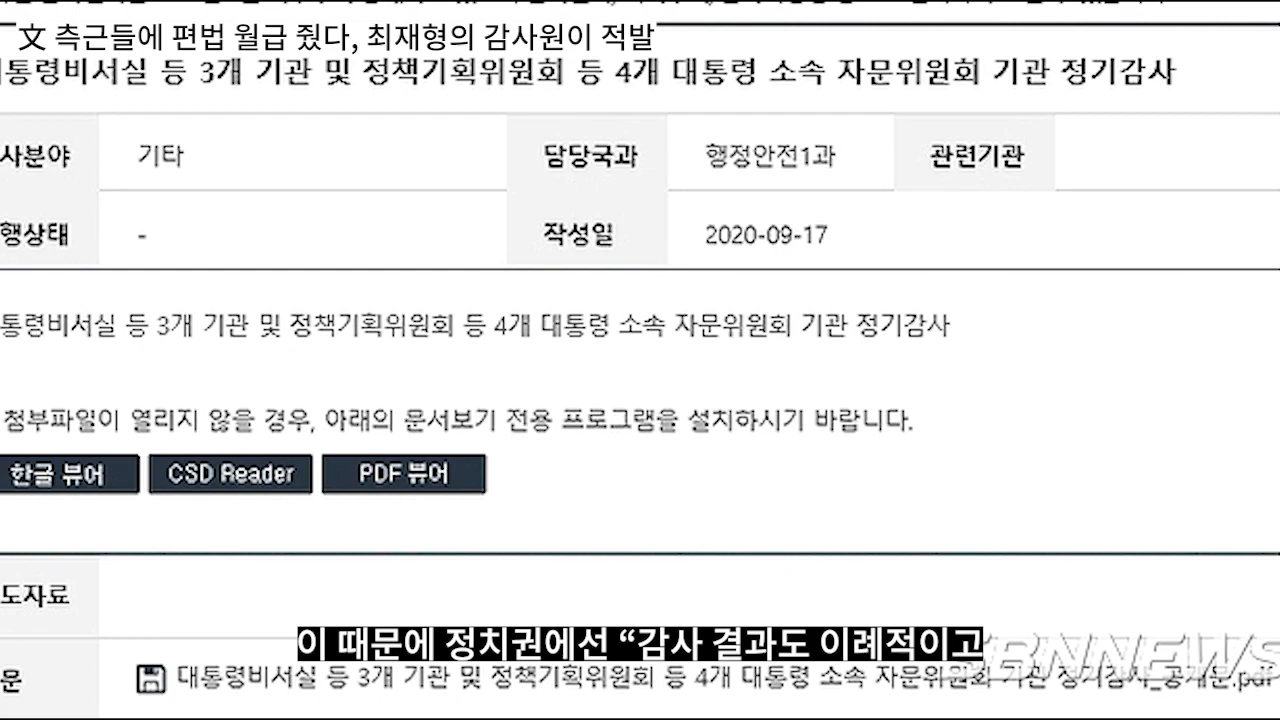 文 측근들에 편법 월급 줬다, 최재형의 감사원이 적발
통령비서실 등 3개 기관 및 정책기획위원회 등 4개 대통령 소속 자문위원회 기관 정기감사
사분야 기타 담당국과 행정안전1과 관련기관
행상태 - 작성일 2020-09-17
통령비서실 등 3개 기관 및 정책기획위원회 등 4개 대통령 소속 자문위원회 기관 정기감사
첨부파일이 열리지 않을 경우, 아래의 문서보기 전용 프로그램을 설치하시기 바랍니다.
한글 뷰어 CSD Reader PDF 뷰어
도자료
이 때문에 정치권에선 “감사 결과도 이례적이고
문 대통령비서실 등 3개 기관 및 정책기획위원회 등 4개 대통령 소속 자문위원회 기관 정기감사_공개문.pdf